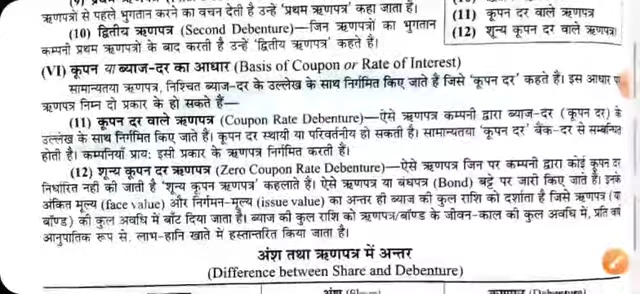 ऋणपत्रों से पहले भुगतान करने का वचन देती है उन्हें 'प्रथम ऋणपत्र' कहा जाता है।
(10) द्वितीय ऋणपत्र (Second Debenture)—जिन ऋणपत्रों का भुगतान
कम्पनी प्रथम ऋणपत्रों के बाद करती है उन्हें 'द्वितीय ऋणपत्र' कहते हैं।
(11) कूपन दर वाले ऋणपत्र
(12) शून्य कूपन दर वाले ऋणपत्र।
(VI) कूपन या ब्याज-दर का आधार (Basis of Coupon or Rate of Interest)
सामान्यतया ऋणपत्र, निश्चित ब्याज-दर के उल्लेख के साथ निर्गमित किए जाते हैं जिसे 'कूपन दर' कहते हैं। इस आधार पर
ऋणपत्र निम्न दो प्रकार के हो सकते हैं—
(11) कूपन दर वाले ऋणपत्र (Coupon Rate Debenture)—ऐसे ऋणपत्र कम्पनी द्वारा ब्याज-दर (कूपन दर) के
उल्लेख के साथ निर्गमित किए जाते हैं। कूपन दर स्थायी या परिवर्तनीय हो सकती है। सामान्यतया 'कूपन दर' बैंक-दर से सम्बन्धित
होती है। कम्पनियाँ प्रायः इसी प्रकार के ऋणपत्र निर्गमित करती हैं।
(12) शून्य कूपन दर ऋणपत्र (Zero Coupon Rate Debenture)—ऐसे ऋणपत्र जिन पर कम्पनी द्वारा कोई कूपन दर
निर्धारित नही की जाती है 'शून्य कूपन ऋणपत्र' कहलाते हैं। ऐसे ऋणपत्र या बंधपत्र (Bond) बट्टे पर जारी किए जाते हैं। इनके
अंकित मूल्य (face value) और निर्गमन-मूल्य (issue value) का अन्तर ही ब्याज की कुल राशि को दर्शाता है जिसे ऋणपत्र (या
बॉण्ड) की कुल अवधि में बाँट दिया जाता है। ब्याज की कुल राशि को ऋणपत्र/बॉण्ड के जीवन-काल की कुल अवधि में, प्रति वर्ष
आनुपातिक रूप से, लाभ-हानि खाते में हस्तान्तरित किया जाता है।
अंश तथा ऋणपत्र में अन्तर
(Difference between Share and Debenture)